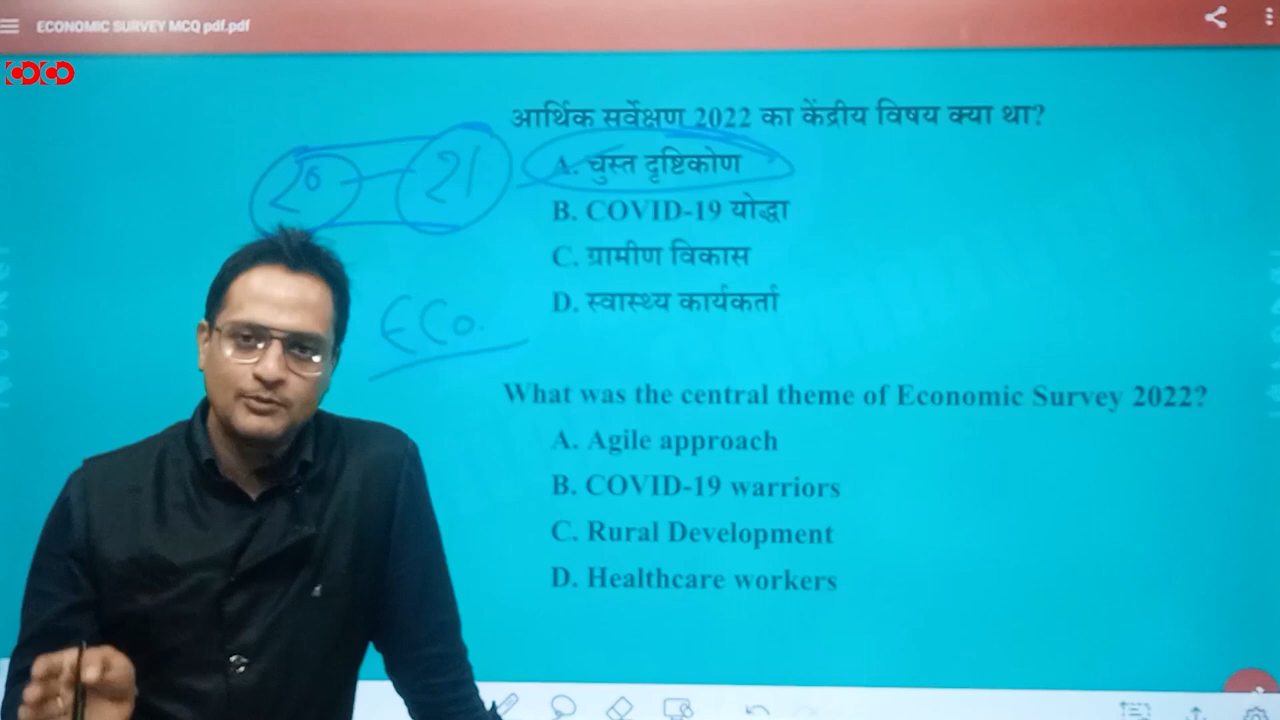 ECONOMIC SURVEY MCQ pdf.pdf
COCO
आर्थिक सर्वेक्षण 2022 का केंद्रीय विषय क्या था?
A. चुस्त दृष्टिकोण
B. COVID-19 योद्धा
C. ग्रामीण विकास
D. स्वास्थ्य कार्यकर्ता
20 - 21
ECo.
What was the central theme of Economic Survey 2022?
A. Agile approach
B. COVID-19 warriors
C. Rural Development
D. Healthcare workers